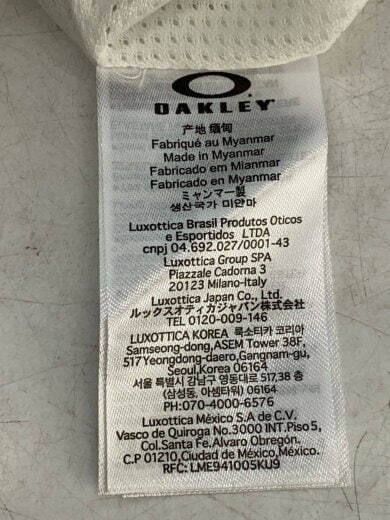 OAKLEY
产地 缅甸
Fabriqué au Myanmar
Made in Myanmar
Fabricado em Mianmar
Fabricado en Myanmar
ミャンマー製
생산국가 미얀마
Luxottica Brasil Produtos Oticos
e Esportidos LTDA
cnpj 04.692.027/0001-43
Luxottica Group SPA
Piazzale Cadorna 3
20123 Milano-Italy
Luxottica Japan Co., Ltd.
ルックスオティカジャパン株式会社
TEL 0120-009-146
LUXOTTICA KOREA 룩소티카 코리아
Samseong-dong,ASEM Tower 38F,
517Yeongdong-daero,Gangnam-gu,
Seoul,Korea 06164
서울 특별시 강남구 영동대로 517,38 층
(삼성동, 아셈타워) 06164
PH:070-4000-6576
Luxottica México S.A de C.V.
Vasco de Quiroga No.3000 INT.Piso5,
Col.Santa Fe.Alvaro Obregón.
C.P 01210,Ciudad de México,México.
RFC: LME941005KU9